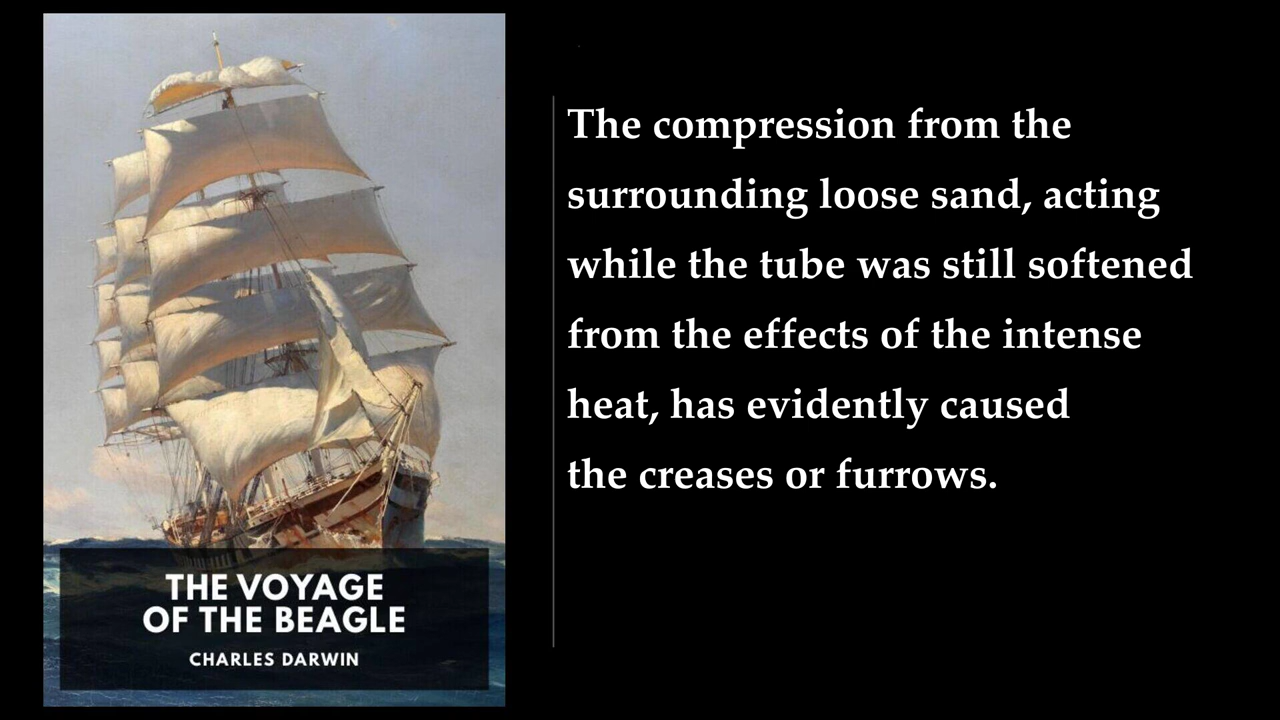 The compression from the
surrounding loose sand, acting
while the tube was still softened
from the effects of the intense
heat, has evidently caused
the creases or furrows.
THE VOYAGE
OF THE BEAGLE
CHARLES DARWIN